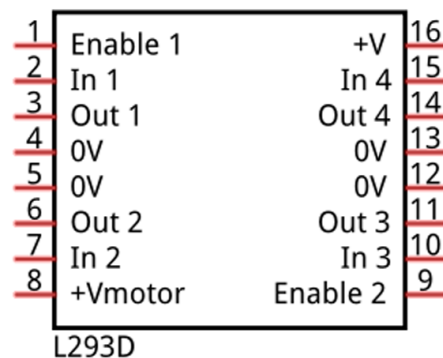 1 Enable 1 +V 16
2 In 1 In 4 15
3 Out 1 Out 4 14
4 0V 0V 13
5 0V 0V 12
6 Out 2 Out 3 11
7 In 2 In 3 10
8 +Vmotor Enable 2 9
L293D